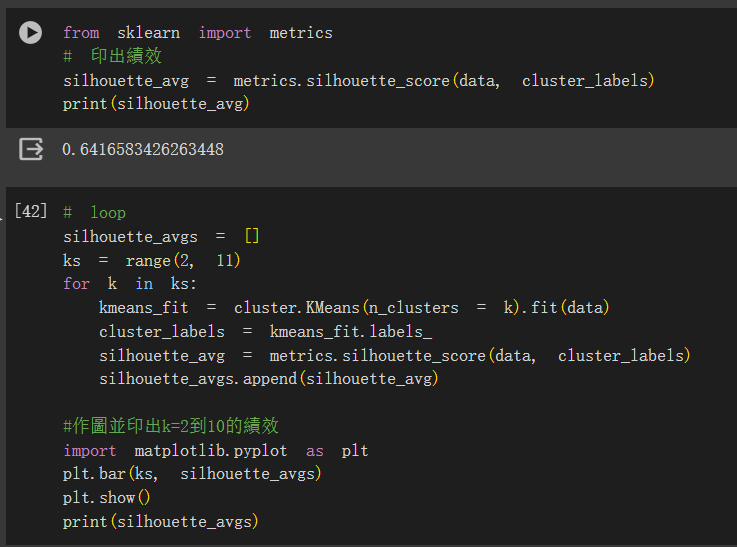 from sklearn import metrics
# 印出績效
silhouette_avg = metrics.silhouette_score(data, cluster_labels)
print(silhouette_avg)
0.6416583426263448
[42] # loop
silhouette_avgs = []
ks = range(2, 11)
for k in ks:
    kmeans_fit = cluster.KMeans(n_clusters = k).fit(data)
    cluster_labels = kmeans_fit.labels_
    silhouette_avg = metrics.silhouette_score(data, cluster_labels)
    silhouette_avgs.append(silhouette_avg)
#作圖並印出k=2到10的績效
import matplotlib.pyplot as plt
plt.bar(ks, silhouette_avgs)
plt.show()
print(silhouette_avgs)